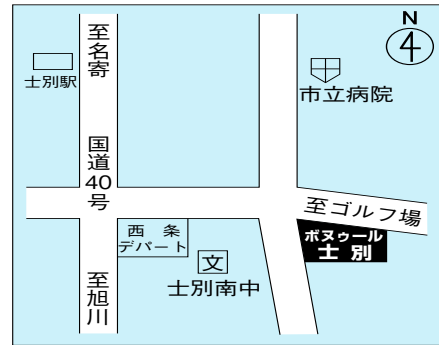 N
至名寄
士別駅
市立病院
国道40号
至ゴルフ場
西条
デパート
ボヌゥール
士別
文
士別南中
至旭川